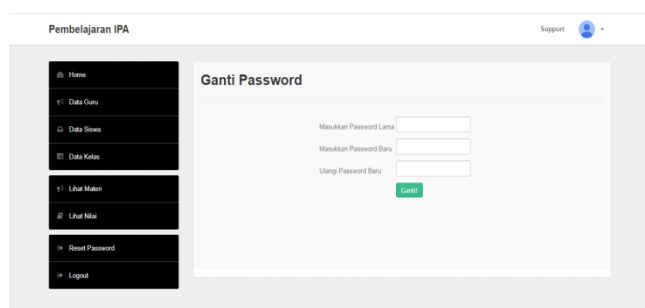 Pembelajaran IPA
Support
Home
Data Guru
Data Siswa
Data Kelas
Lihat Materi
Lihat Nilai
Reset Password
Logout
Ganti Password
Masukkan Password Lama
Masukkan Password Baru
Ulangi Password Baru
Ganti!